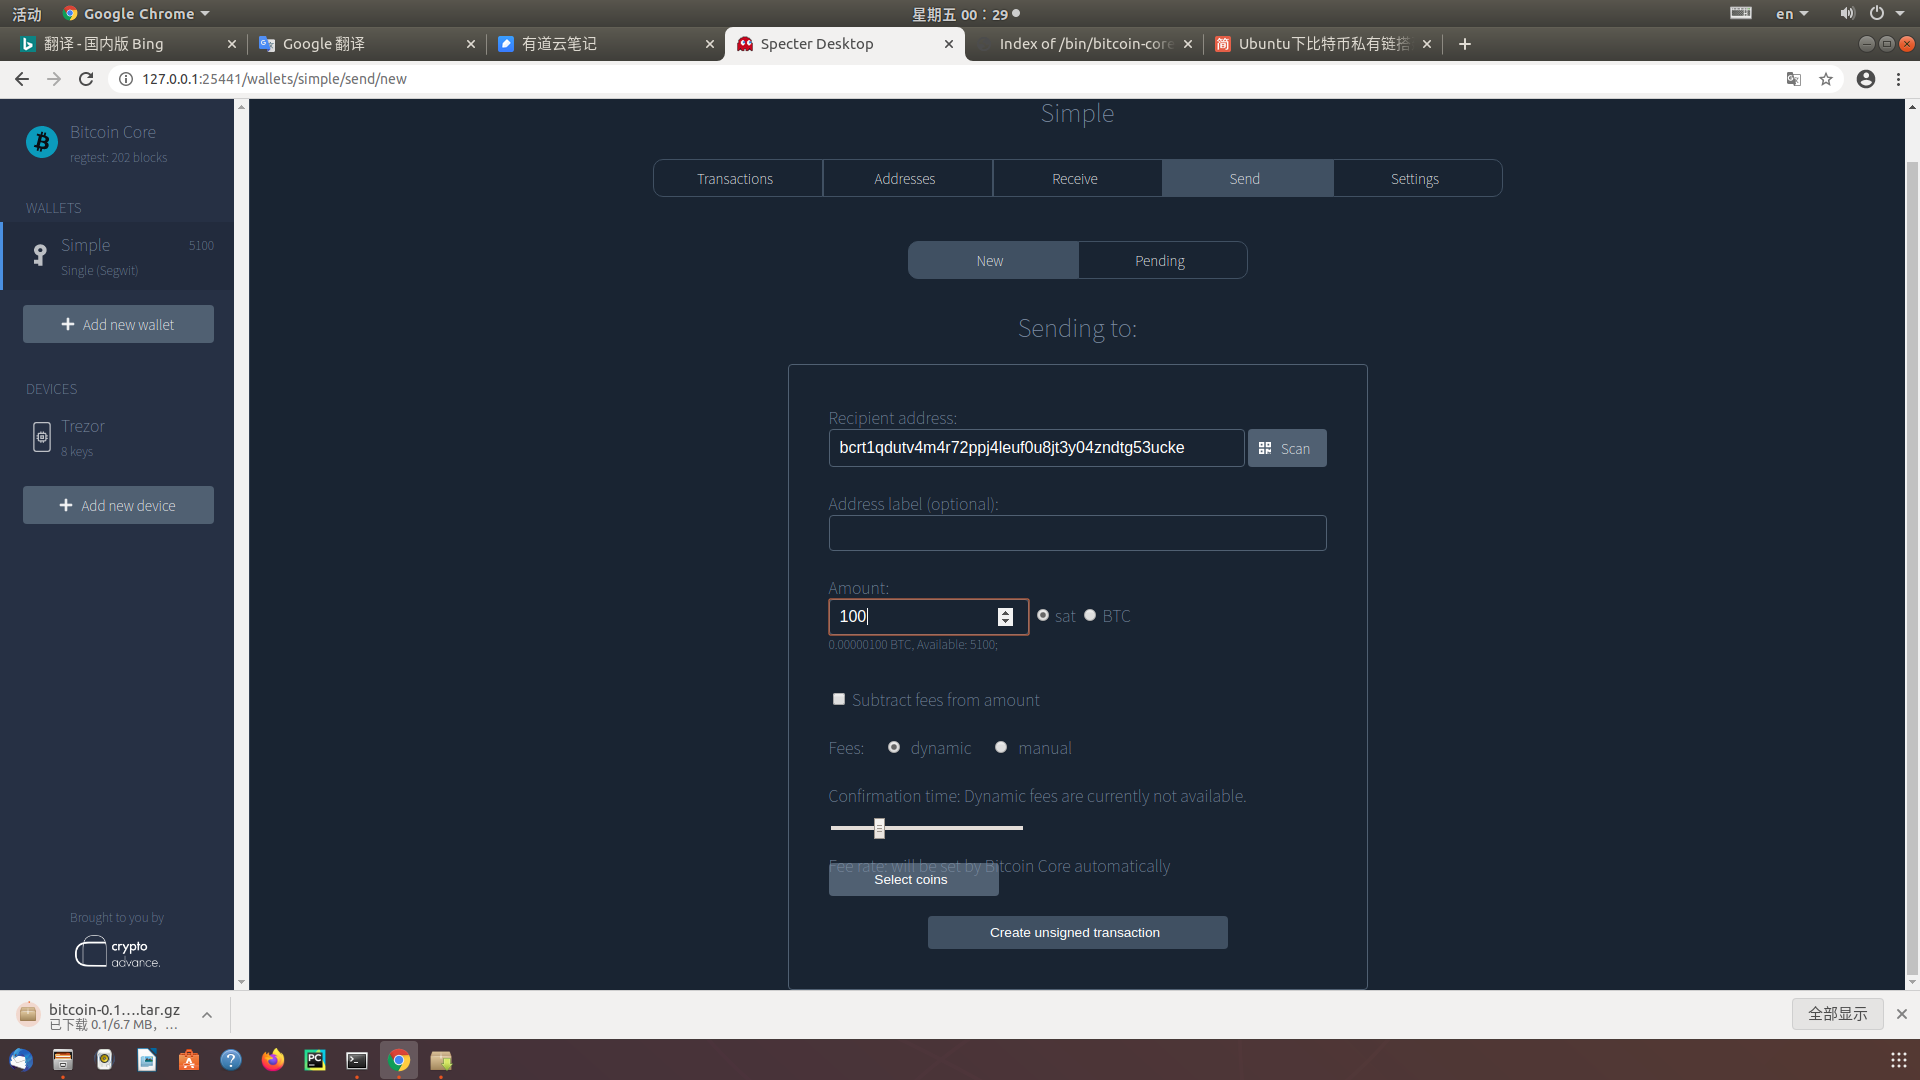 活动
Google Chrome
星期五 00：29
en
翻译 - 国内版 Bing
Google 翻译
有道云笔记
Specter Desktop
Index of /bin/bitcoin-core
Ubuntu下比特币私有链搭
127.0.0.1:25441/wallets/simple/send/new
Bitcoin Core
regtest: 202 blocks
WALLETS
Simple
5100
Single (Segwit)
Add new wallet
DEVICES
Trezor
8 keys
Add new device
Brought to you by
crypto
advance.
Simple
Transactions
Addresses
Receive
Send
Settings
New
Pending
Sending to:
Recipient address:
bcrt1qdutv4m4r72ppj4leuf0u8jt3y04zndtg53ucke
Scan
Address label (optional):
Amount:
100
sat
BTC
0.00000100 BTC, Available: 5100;
Subtract fees from amount
Fees:
dynamic
manual
Confirmation time: Dynamic fees are currently not available.
Fee rate: will be set by Bitcoin Core automatically
Select coins
Create unsigned transaction
bitcoin-0.1....tar.gz
已下载 0.1/6.7 MB，...
全部显示